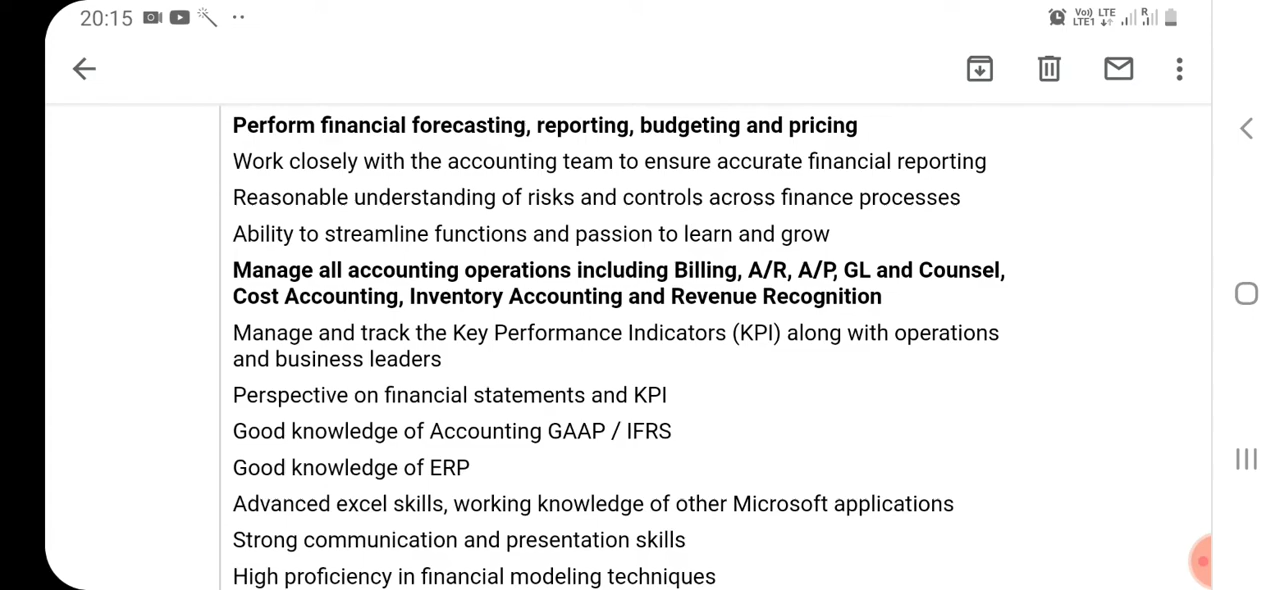 20:15
Vo) LTE R
LTE1
Perform financial forecasting, reporting, budgeting and pricing
Work closely with the accounting team to ensure accurate financial reporting
Reasonable understanding of risks and controls across finance processes
Ability to streamline functions and passion to learn and grow
Manage all accounting operations including Billing, A/R, A/P, GL and Counsel,
Cost Accounting, Inventory Accounting and Revenue Recognition
Manage and track the Key Performance Indicators (KPI) along with operations
and business leaders
Perspective on financial statements and KPI
Good knowledge of Accounting GAAP / IFRS
Good knowledge of ERP
Advanced excel skills, working knowledge of other Microsoft applications
Strong communication and presentation skills
High proficiency in financial modeling techniques